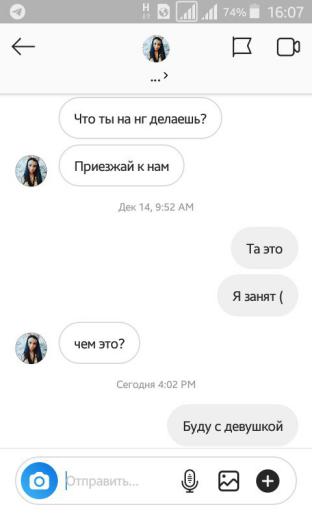 74% 16:07
... >
Что ты на нг делаешь?
Приезжай к нам
Дек 14, 9:52 AM
Та это
Я занят (
чем это?
Сегодня 4:02 PM
Буду с девушкой
Отправить...